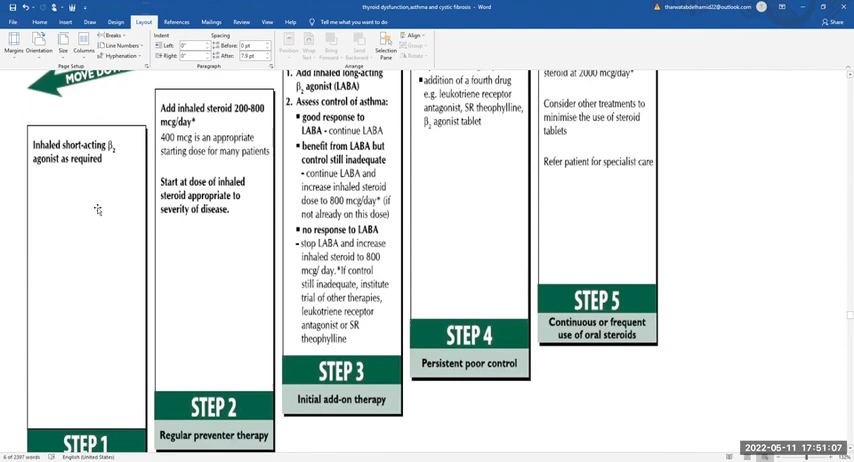 thyroid dysfunction,asthma and cystic fibrosis - Word
tharwatabdelhamid22@outlook.com
File Home Insert Draw Design Layout References Mailings Review View Help Tell me what you want to do
Share
Margins Orientation Size Columns
Breaks
Line Numbers
Hyphenation
Page Setup
Indent
Left: 0"
Right: 0"
Spacing
Before: 0 pt
After: 7.9 pt
Paragraph
Position Wrap Text Bring Forward Send Backward Selection Pane
Align
Group
Rotate
Arrange
MOVE DOWN
Inhaled short-acting β2
agonist as required
STEP 1
Add inhaled steroid 200-800
mcg/day*
400 mcg is an appropriate
starting dose for many patients
Start at dose of inhaled
steroid appropriate to
severity of disease.
STEP 2
Regular preventer therapy
1. Add inhaled long-acting
β2 agonist (LABA)
2. Assess control of asthma:
▪ good response to
LABA - continue LABA
▪ benefit from LABA but
control still inadequate
- continue LABA and
increase inhaled steroid
dose to 800 mcg/day* (if
not already on this dose)
▪ no response to LABA
- stop LABA and increase
inhaled steroid to 800
mcg/ day.*If control
still inadequate, institute
trial of other therapies,
leukotriene receptor
antagonist or SR
theophylline
STEP 3
Initial add-on therapy
▪ addition of a fourth drug
e.g. leukotriene receptor
antagonist, SR theophylline,
β2 agonist tablet
STEP 4
Persistent poor control
steroid at 2000 mcg/day*
Consider other treatments to
minimise the use of steroid
tablets
Refer patient for specialist care
STEP 5
Continuous or frequent
use of oral steroids
6 of 2397 words
English (United States)
2022-05-11 17:51:07
132%